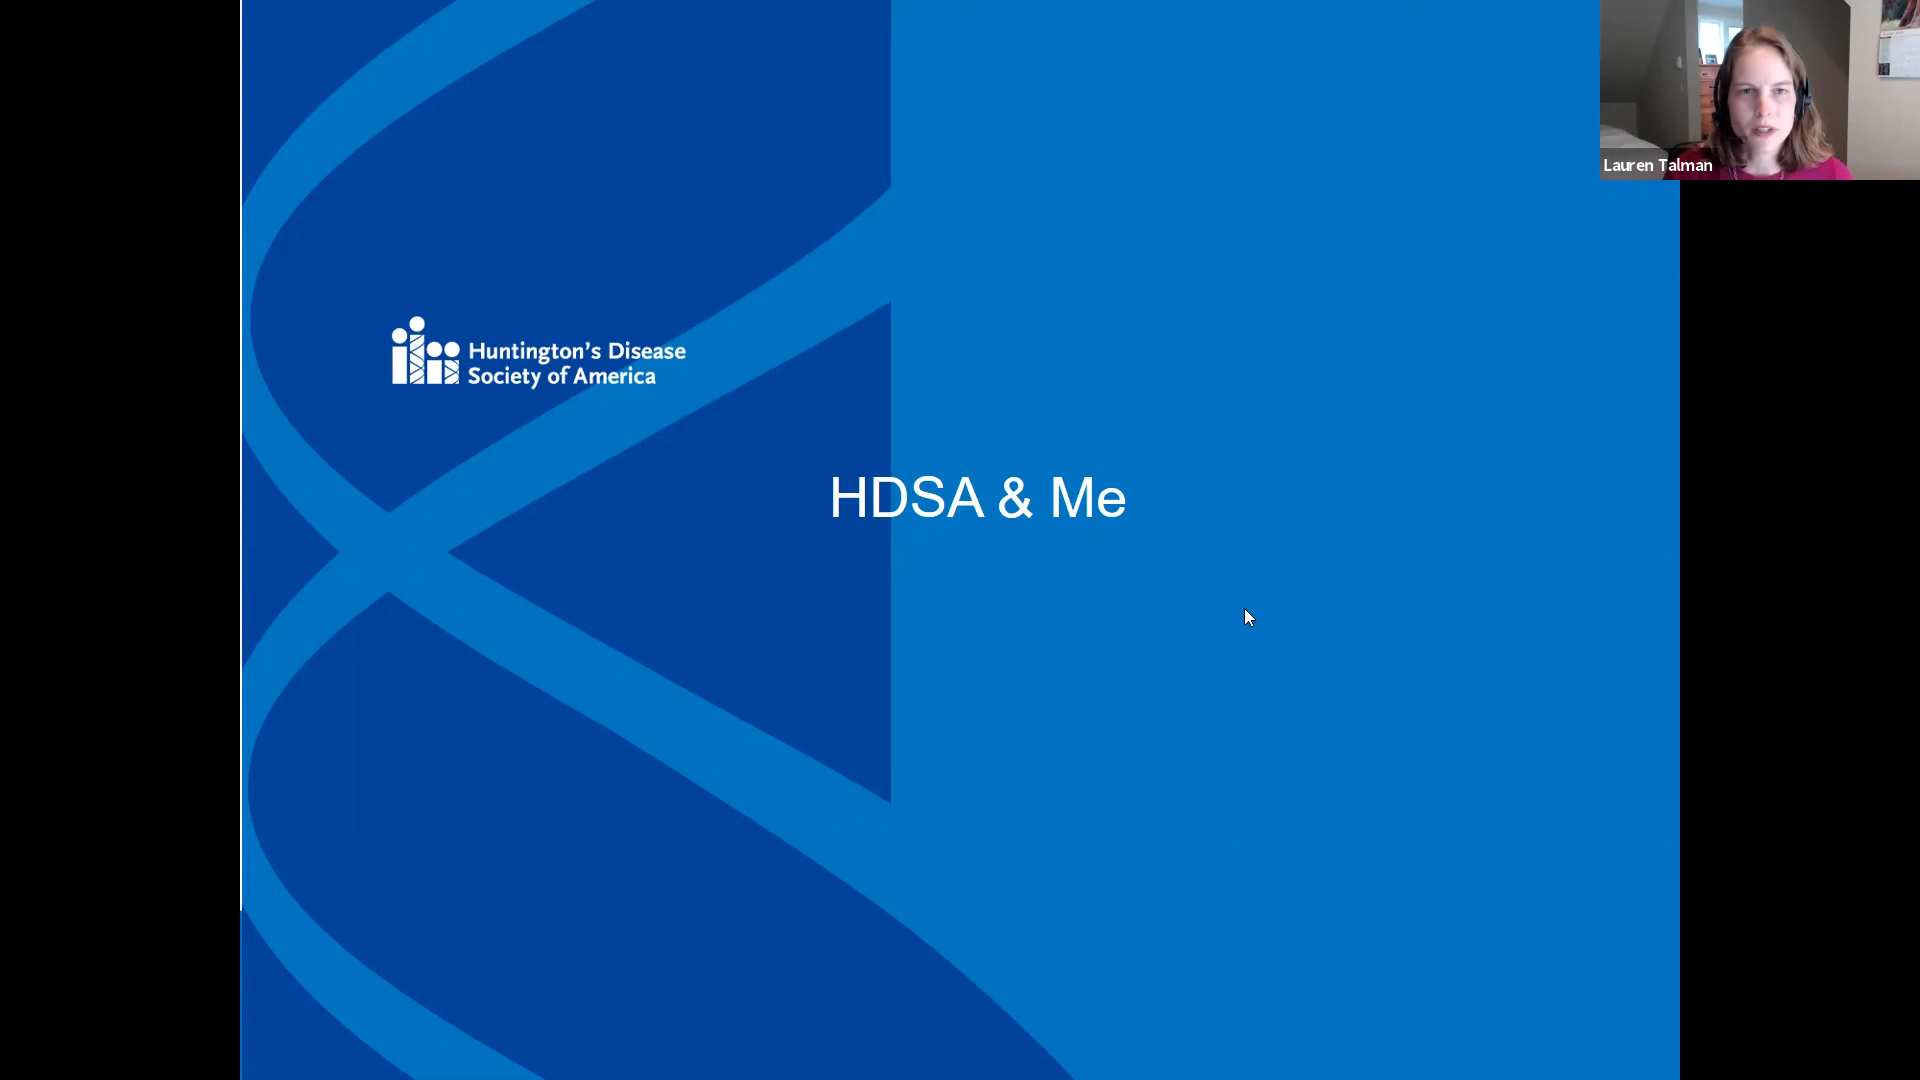 Lauren Talman
Huntington's Disease
Society of America
HDSA & Me